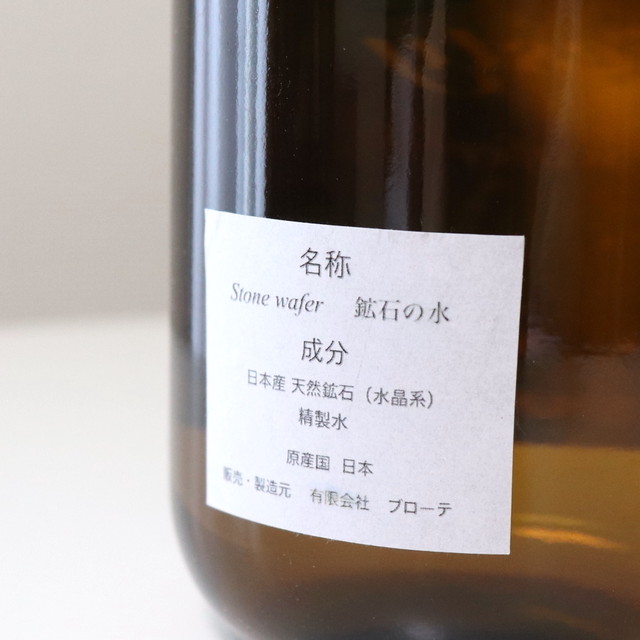 名称
Stone wafer 鉱石の水
成分
日本産 天然鉱石（水晶系）
精製水
原産国 日本
販売・製造元 有限会社 ブローテ